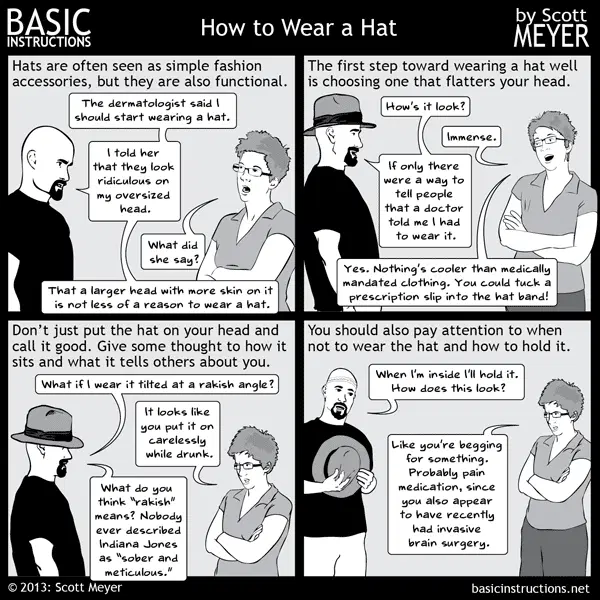 BASIC
INSTRUCTIONS
How to Wear a Hat
by Scott
MEYER
Hats are often seen as simple fashion
accessories, but they are also functional.
The dermatologist said I
should start wearing a hat.
I told her
that they look
ridiculous on
my oversized
head.
What did
she say?
That a larger head with more skin on it
is not less of a reason to wear a hat.
The first step toward wearing a hat well
is choosing one that flatters your head.
How's it look?
Immense.
If only there
were a way to
tell people
that a doctor
told me I had
to wear it.
Yes. Nothing's cooler than medically
mandated clothing. You could tuck a
prescription slip into the hat band!
Don't just put the hat on your head and
call it good. Give some thought to how it
sits and what it tells others about you.
What if I wear it tilted at a rakish angle?
It looks like
you put it on
carelessly
while drunk.
What do you
think "rakish"
means? Nobody
ever described
Indiana Jones
as "sober and
meticulous."
You should also pay attention to when
not to wear the hat and how to hold it.
When I'm inside I'll hold it.
How does this look?
Like you're begging
for something.
Probably pain
medication, since
you also appear
to have recently
had invasive
brain surgery.
© 2013: Scott Meyer
basicinstructions.net